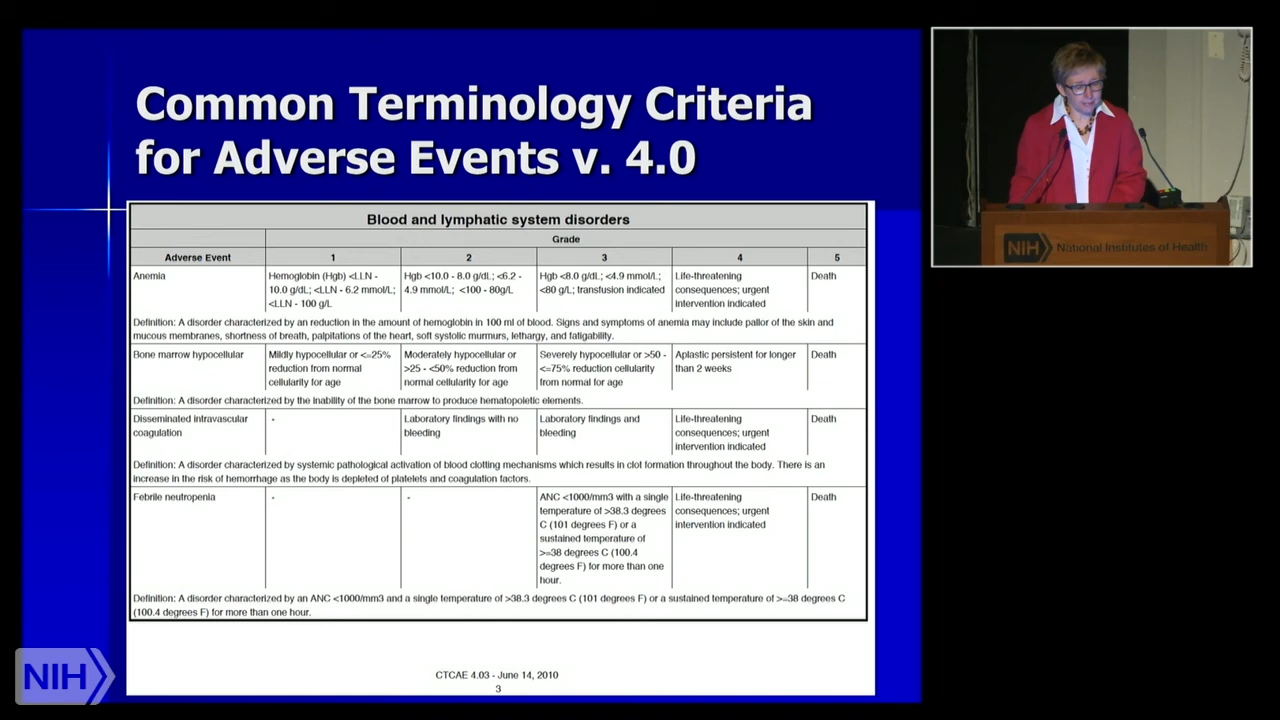 Common Terminology Criteria
for Adverse Events v. 4.0
Blood and lymphatic system disorders
Grade
Adverse Event 1 2 3 4 5
Anemia
Hemoglobin (Hgb) <LLN -
10.0 g/dL; <LLN - 6.2 mmol/L;
<LLN - 100 g/L
Hgb <10.0 - 8.0 g/dL; <6.2 -
4.9 mmol/L; <100 - 80g/L
Hgb <8.0 g/dL; <4.9 mmol/L;
<80 g/L; transfusion indicated
Life-threatening
consequences; urgent
intervention indicated
Death
Definition: A disorder characterized by an reduction in the amount of hemoglobin in 100 ml of blood. Signs and symptoms of anemia may include pallor of the skin and
mucous membranes, shortness of breath, palpitations of the heart, soft systolic murmurs, lethargy, and fatigability.
Bone marrow hypocellular
Mildly hypocellular or <=25%
reduction from normal
cellularity for age
Moderately hypocellular or
>25 - <50% reduction from
normal cellularity for age
Severely hypocellular or >50 -
<=75% reduction cellularity
from normal for age
Aplastic persistent for longer
than 2 weeks
Death
Definition: A disorder characterized by the inability of the bone marrow to produce hematopoietic elements.
Disseminated intravascular
coagulation
-
Laboratory findings with no
bleeding
Laboratory findings and
bleeding
Life-threatening
consequences; urgent
intervention indicated
Death
Definition: A disorder characterized by systemic pathological activation of blood clotting mechanisms which results in clot formation throughout the body. There is an
increase in the risk of hemorrhage as the body is depleted of platelets and coagulation factors.
Febrile neutropenia
-
-
ANC <1000/mm3 with a single
temperature of >38.3 degrees
C (101 degrees F) or a
sustained temperature of
>=38 degrees C (100.4
degrees F) for more than one
hour.
Life-threatening
consequences; urgent
intervention indicated
Death
Definition: A disorder characterized by an ANC <1000/mm3 and a single temperature of >38.3 degrees C (101 degrees F) or a sustained temperature of >=38 degrees C
(100.4 degrees F) for more than one hour.
CTCAE 4.03 - June 14, 2010
3
NIH
NIH National Institutes of Health